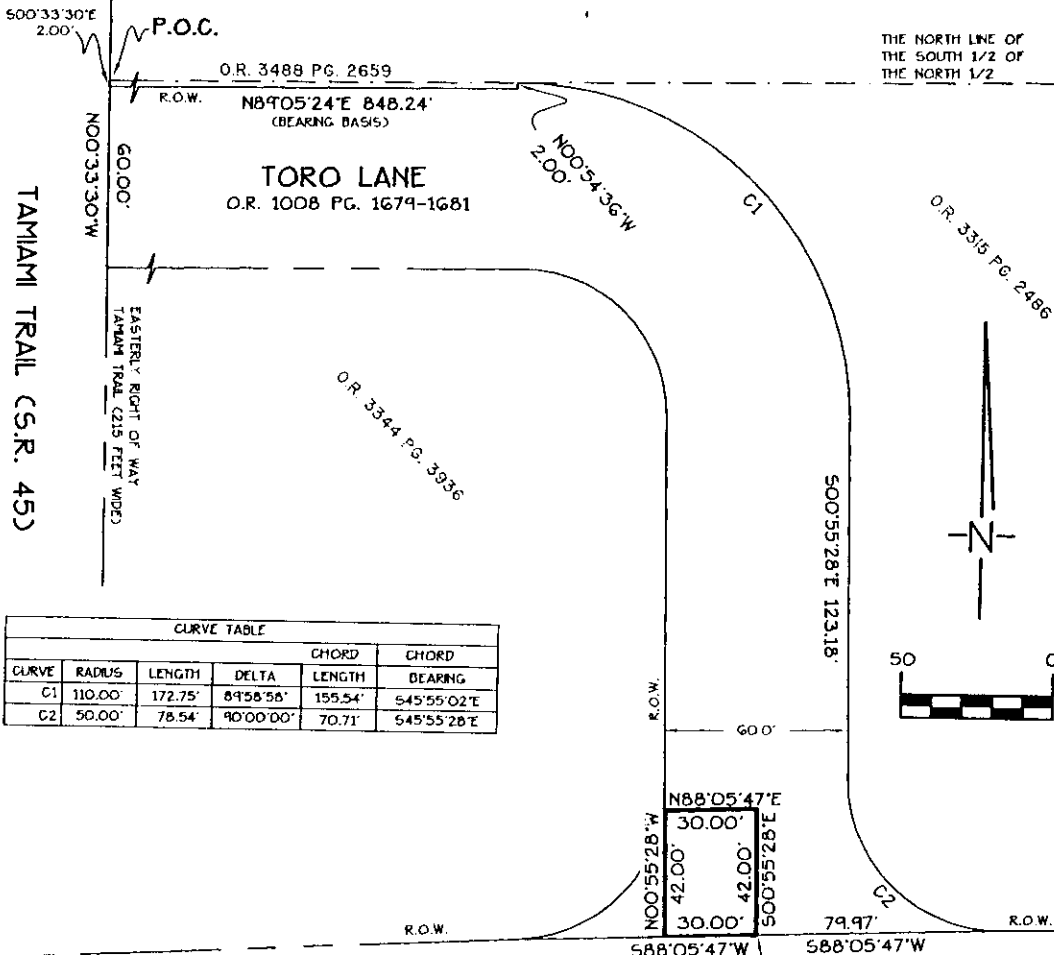 S00°33'30"E
2.00'
P.O.C.
O.R. 3488 PG. 2659
THE NORTH LINE OF
THE SOUTH 1/2 OF
THE NORTH 1/2
R.O.W.
N89°05'24"E 848.24'
(BEARING BASIS)
N00°33'30"W
60.00'
N00°54'36"W
2.00'
TORO LANE
O.R. 1008 PG. 1679-1681
C1
O.R. 3315 PG. 2486
TAMIAMI TRAIL (S.R. 45)
EASTERLY RIGHT OF WAY
TAMIAMI TRAIL (215 FEET WIDE)
O.R. 3344 PG. 3936
S00°55'28"E 123.18'
N
CURVE TABLE
CURVE RADIUS LENGTH DELTA CHORD LENGTH CHORD BEARING
C1 110.00' 172.75' 89°58'58" 155.54' S45°55'02"E
C2 50.00' 78.54' 90°00'00" 70.71' S45°55'28"E
50 0
R.O.W.
60.0'
N88°05'47"E
30.00'
N00°55'28"W
42.00'
42.00'
S00°55'28"E
C2
30.00'
79.97'
R.O.W.
R.O.W.
S88°05'47"W
S88°05'47"W